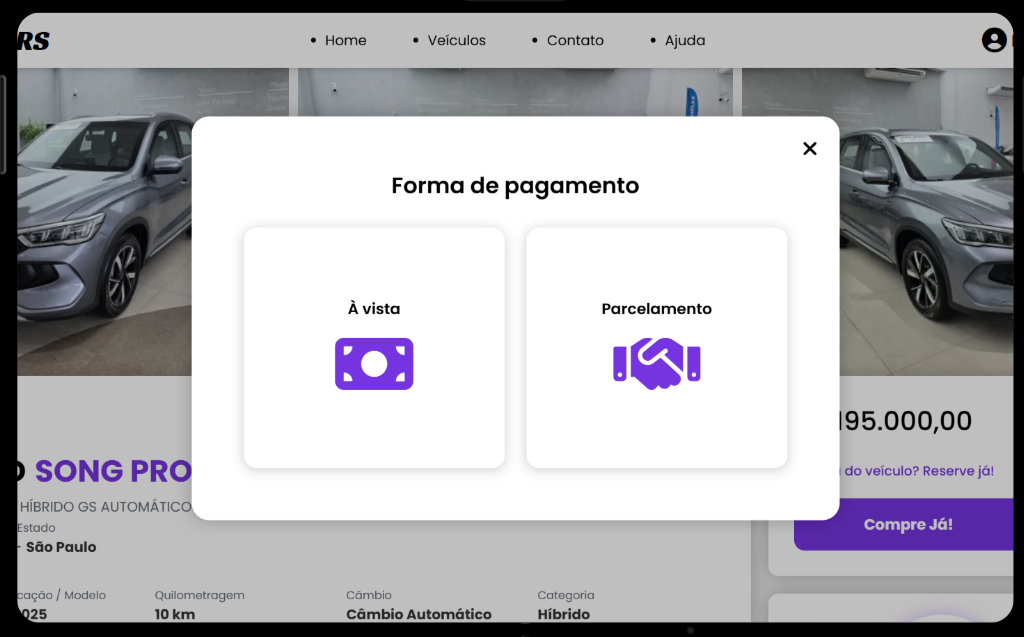 RS
Home
Veículos
Contato
Ajuda
Forma de pagamento
À vista
Parcelamento
195.000,00
SONG PRO
do veículo? Reserve já!
HÍBRIDO GS AUTOMÁTICO
Estado
- São Paulo
Compre Já!
cação / Modelo
Quilometragem
Câmbio
Categoria
025
10 km
Câmbio Automático
Híbrido